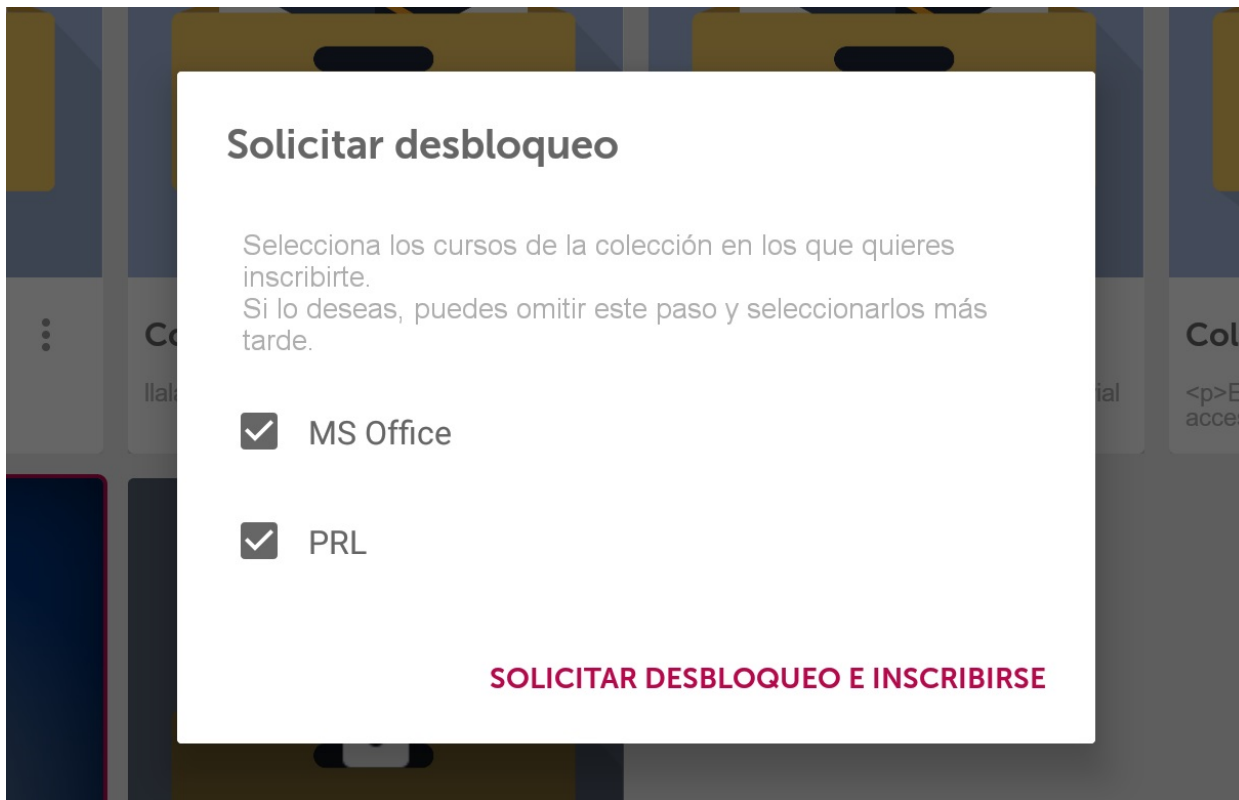 Solicitar desbloqueo
Selecciona los cursos de la colección en los que quieres
inscribirte.
Si lo deseas, puedes omitir este paso y seleccionarlos más
tarde.
MS Office
PRL
SOLICITAR DESBLOQUEO E INSCRIBIRSE
Col
<p>E